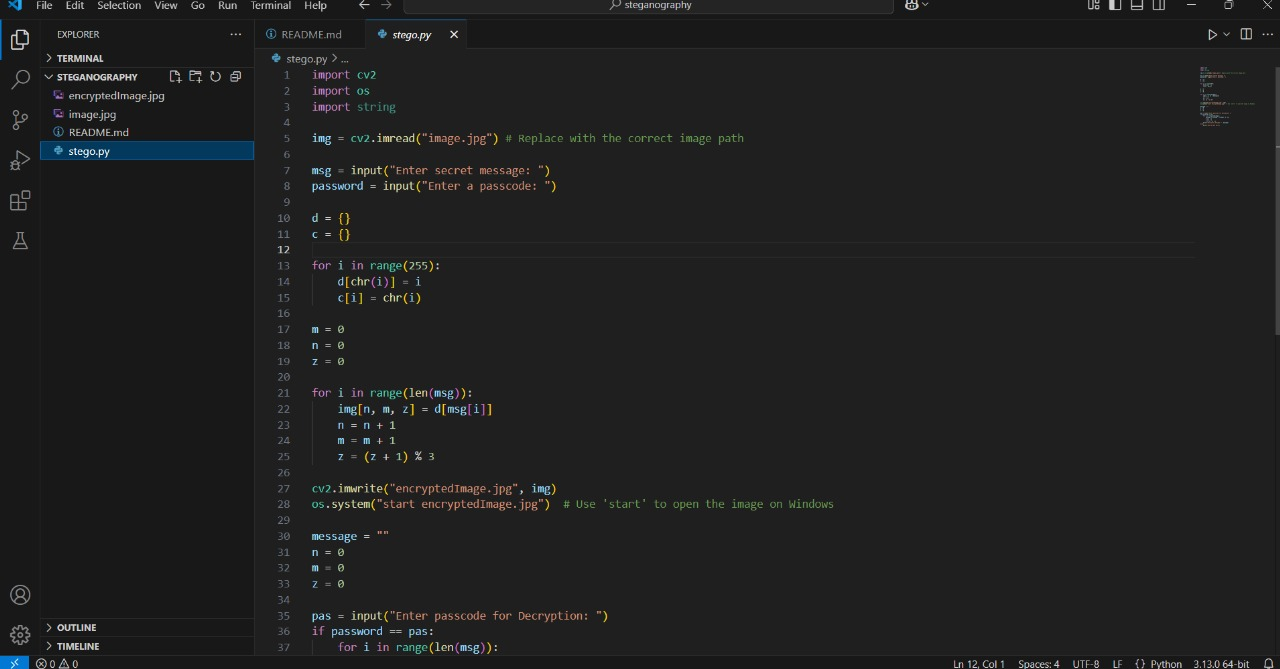 File Edit Selection View Go Run Terminal Help
steganography
EXPLORER
TERMINAL
STEGANOGRAPHY
encryptedImage.jpg
image.jpg
README.md
stego.py
OUTLINE
TIMELINE
README.md
stego.py
stego.py > ...
1 import cv2
2 import os
3 import string
4
5 img = cv2.imread("image.jpg") # Replace with the correct image path
6
7 msg = input("Enter secret message: ")
8 password = input("Enter a passcode: ")
9
10 d = {}
11 c = {}
12
13 for i in range(255):
14     d[chr(i)] = i
15     c[i] = chr(i)
16
17 m = 0
18 n = 0
19 z = 0
20
21 for i in range(len(msg)):
22     img[n, m, z] = d[msg[i]]
23     n = n + 1
24     m = m + 1
25     z = (z + 1) % 3
26
27 cv2.imwrite("encryptedImage.jpg", img)
28 os.system("start encryptedImage.jpg")  # Use 'start' to open the image on Windows
29
30 message = ""
31 n = 0
32 m = 0
33 z = 0
34
35 pas = input("Enter passcode for Decryption: ")
36 if password == pas:
37     for i in range(len(msg)):
0 0
Ln 12, Col 1 Spaces: 4 UTF-8 LF {} Python 3.13.0 64-bit